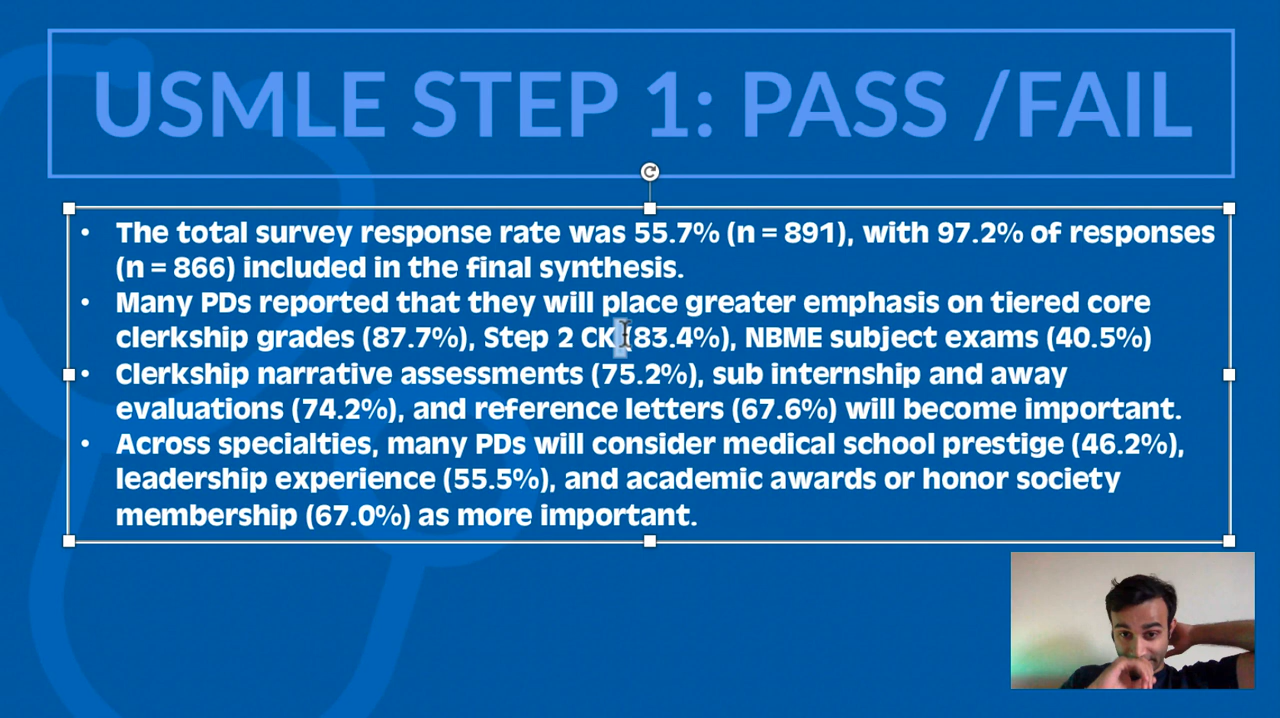 USMLE STEP 1: PASS /FAIL
• The total survey response rate was 55.7% (n = 891), with 97.2% of responses
(n = 866) included in the final synthesis.
• Many PDs reported that they will place greater emphasis on tiered core
clerkship grades (87.7%), Step 2 CK (83.4%), NBME subject exams (40.5%)
• Clerkship narrative assessments (75.2%), sub internship and away
evaluations (74.2%), and reference letters (67.6%) will become important.
• Across specialties, many PDs will consider medical school prestige (46.2%),
leadership experience (55.5%), and academic awards or honor society
membership (67.0%) as more important.